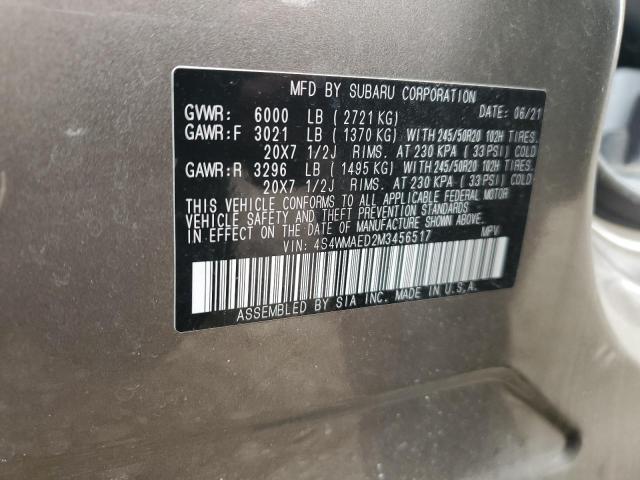 MFD BY SUBARU CORPORATION
GVWR: 6000 LB (2721 KG) DATE: 06/21
GAWR:F 3021 LB (1370 KG) WITH 245/50R20 102H TIRES.
20X7 1/2J RIMS. AT 230 KPA (33 PSI) COLD
GAWR:R 3296 LB (1495 KG) WITH 245/50R20 102H TIRES.
20X7 1/2J RIMS. AT 230 KPA (33 PSI) COLD
THIS VEHICLE CONFORMS TO ALL APPLICABLE FEDERAL MOTOR
VEHICLE SAFETY AND THEFT PREVENTION STANDARDS
IN EFFECT ON THE DATE OF MANUFACTURE SHOWN ABOVE.
VIN: 4S4WMAED2M3456517 MPV
ASSEMBLED BY SIA INC. MADE IN U.S.A.